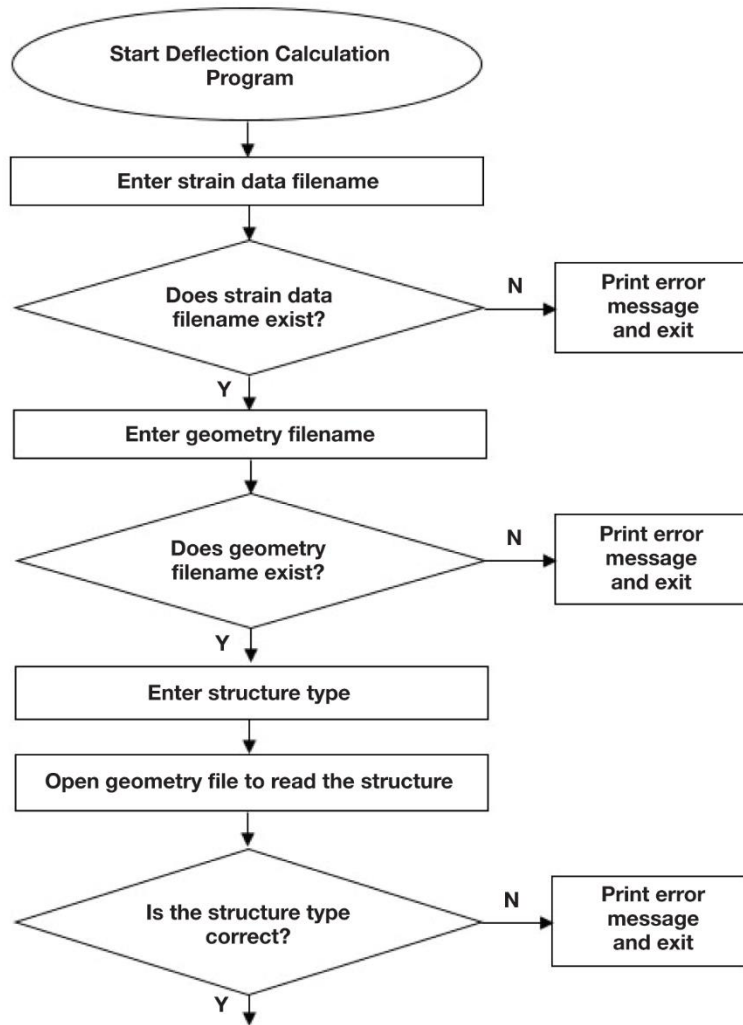 Start Deflection Calculation
Program
Enter strain data filename
Does strain data
filename exist?
N
Print error
message
and exit
Y
Enter geometry filename
Does geometry
filename exist?
N
Print error
message
and exit
Y
Enter structure type
Open geometry file to read the structure
Is the structure type
correct?
N
Print error
message
and exit
Y